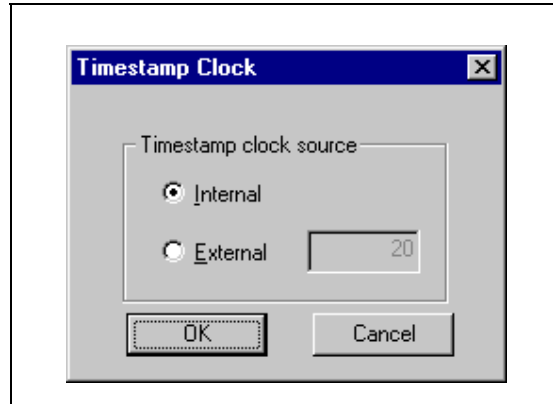 Timestamp Clock
Timestamp clock source
Internal
External 20
OK Cancel